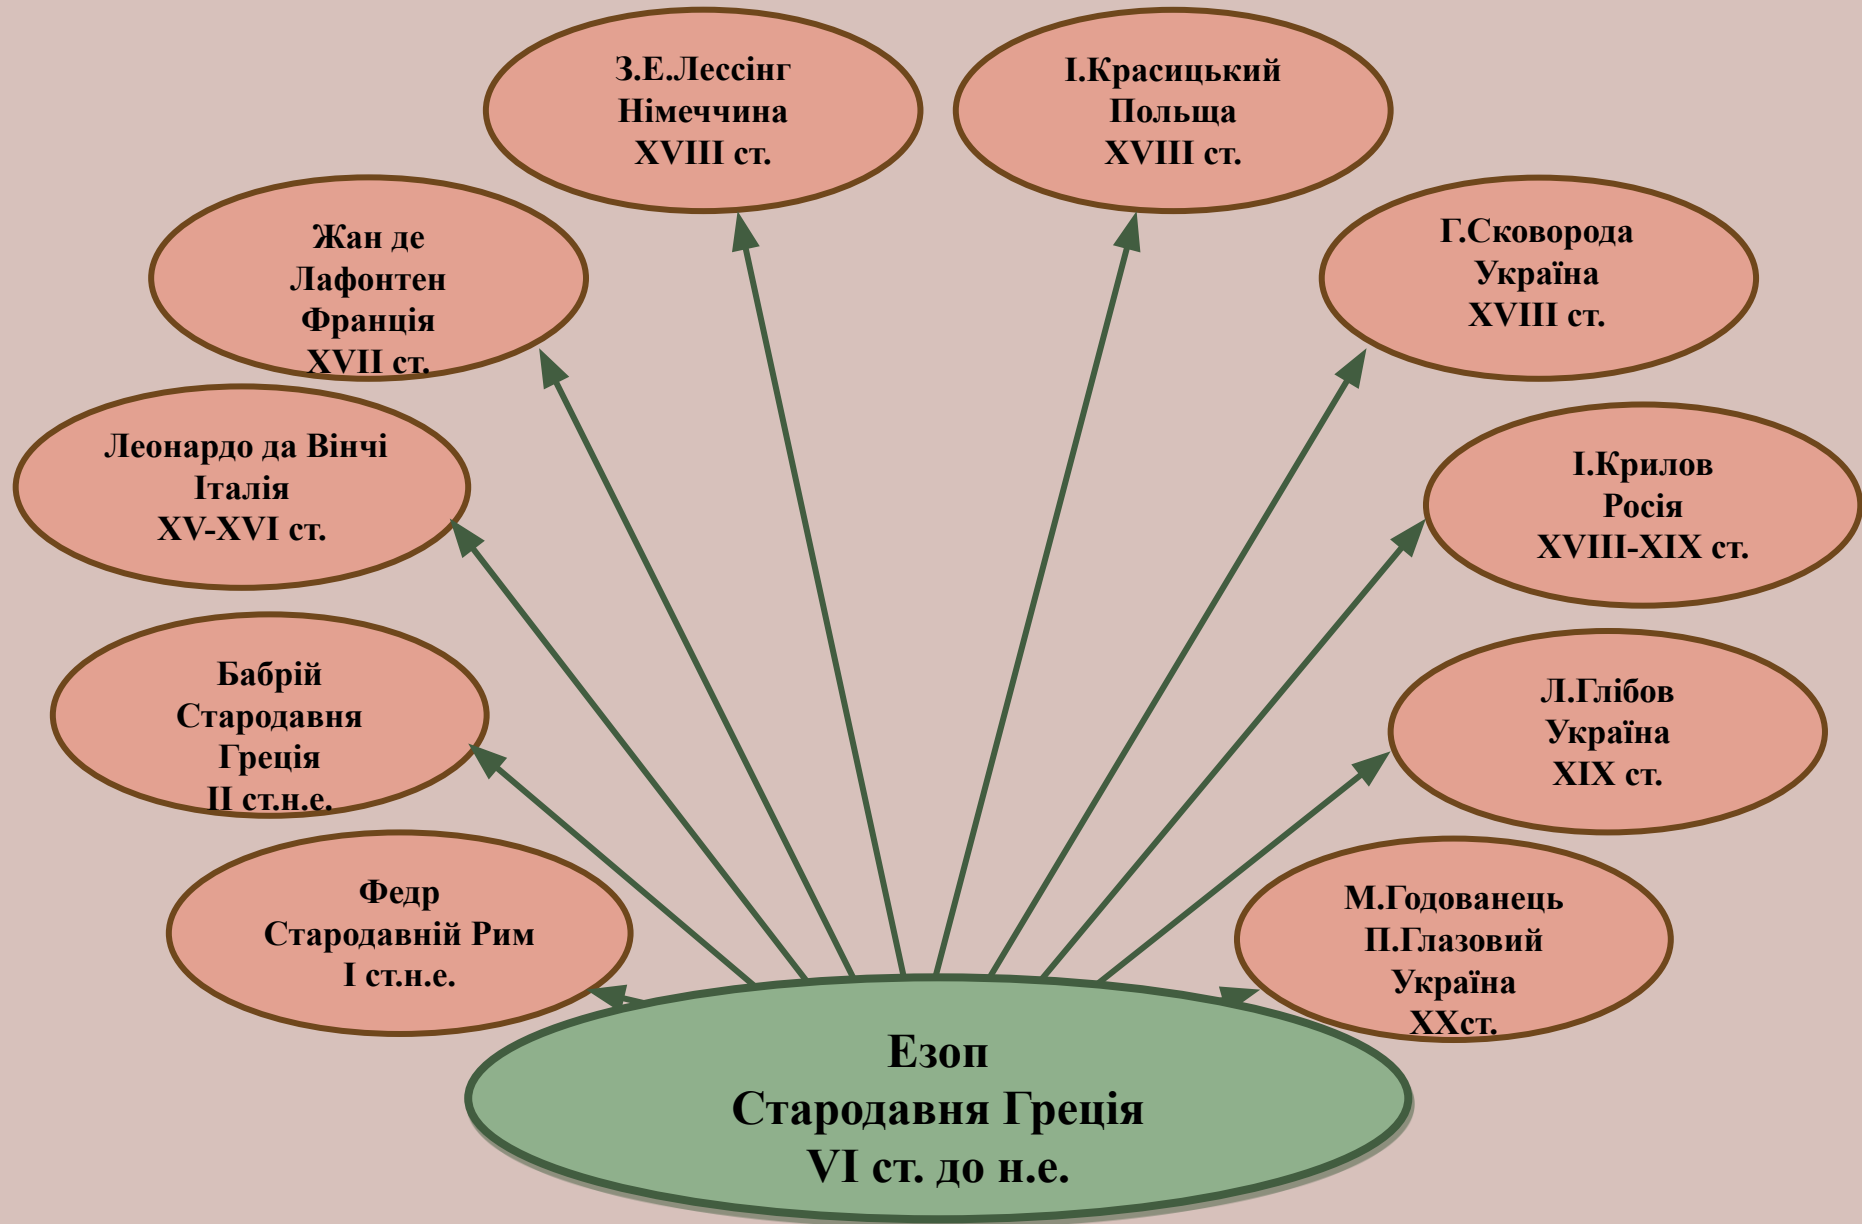 З.Е.Лессінг
Німеччина
XVIII ст.
І.Красицький
Польща
XVIII ст.
Жан де
Лафонтен
Франція
XVII ст.
Г.Сковорода
Україна
XVIII ст.
Леонардо да Вінчі
Італія
XV-XVI ст.
І.Крилов
Росія
XVIII-XIX ст.
Бабрій
Стародавня
Греція
II ст.н.е.
Л.Глібов
Україна
XIX ст.
Федр
Стародавній Рим
I ст.н.е.
М.Годованець
П.Глазовий
Україна
XXст.
Езоп
Стародавня Греція
VI ст. до н.е.